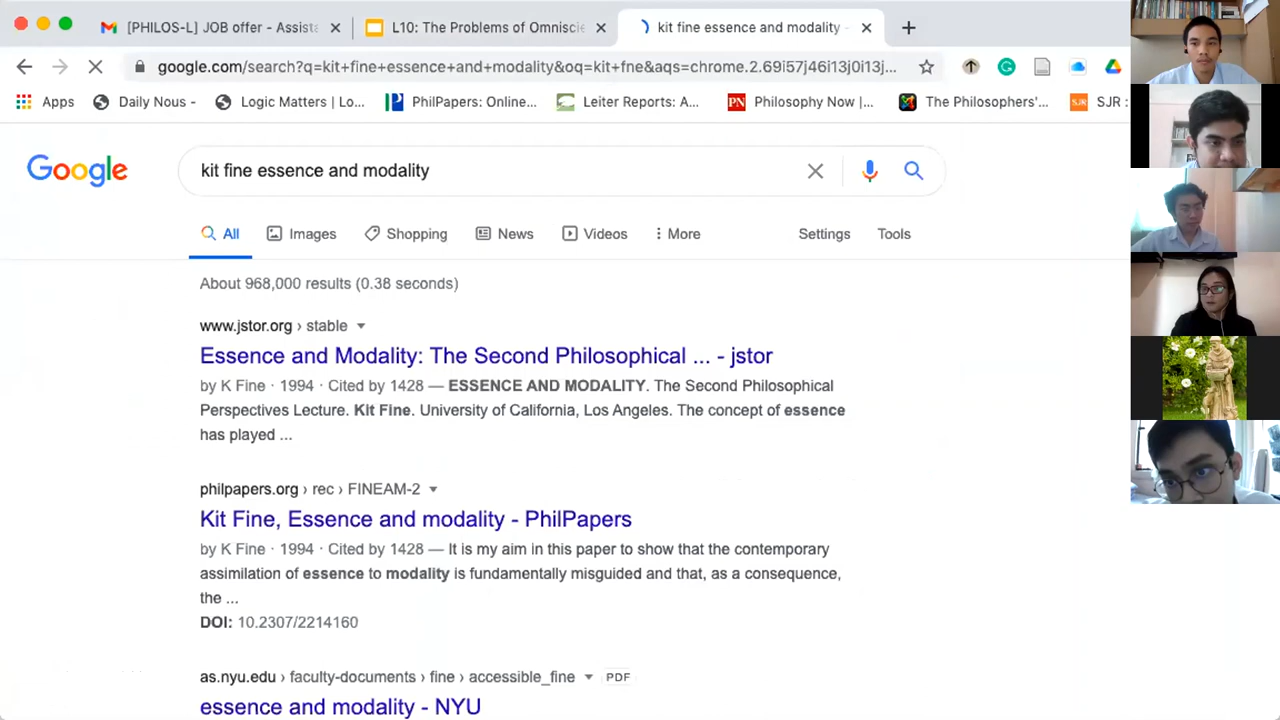 [PHILOS-L] JOB offer - Assista
L10: The Problems of Omniscie
kit fine essence and modality -
google.com/search?q=kit+fine+essence+and+modality&oq=kit+fne&aqs=chrome.2.69i57j46i13j0i13j...
Apps
Daily Nous -
Logic Matters | Lo...
PhilPapers: Online...
Leiter Reports: A...
PN
Philosophy Now |...
The Philosophers'...
SJR
SJR :
Google
kit fine essence and modality
All
Images
Shopping
News
Videos
More
Settings
Tools
About 968,000 results (0.38 seconds)
www.jstor.org › stable
Essence and Modality: The Second Philosophical ... - jstor
by K Fine · 1994 · Cited by 1428 — ESSENCE AND MODALITY. The Second Philosophical
Perspectives Lecture. Kit Fine. University of California, Los Angeles. The concept of essence
has played ...
philpapers.org › rec › FINEAM-2
Kit Fine, Essence and modality - PhilPapers
by K Fine · 1994 · Cited by 1428 — It is my aim in this paper to show that the contemporary
assimilation of essence to modality is fundamentally misguided and that, as a consequence,
the ...
DOI: 10.2307/2214160
as.nyu.edu › faculty-documents › fine › accessible_fine
PDF
essence and modality - NYU